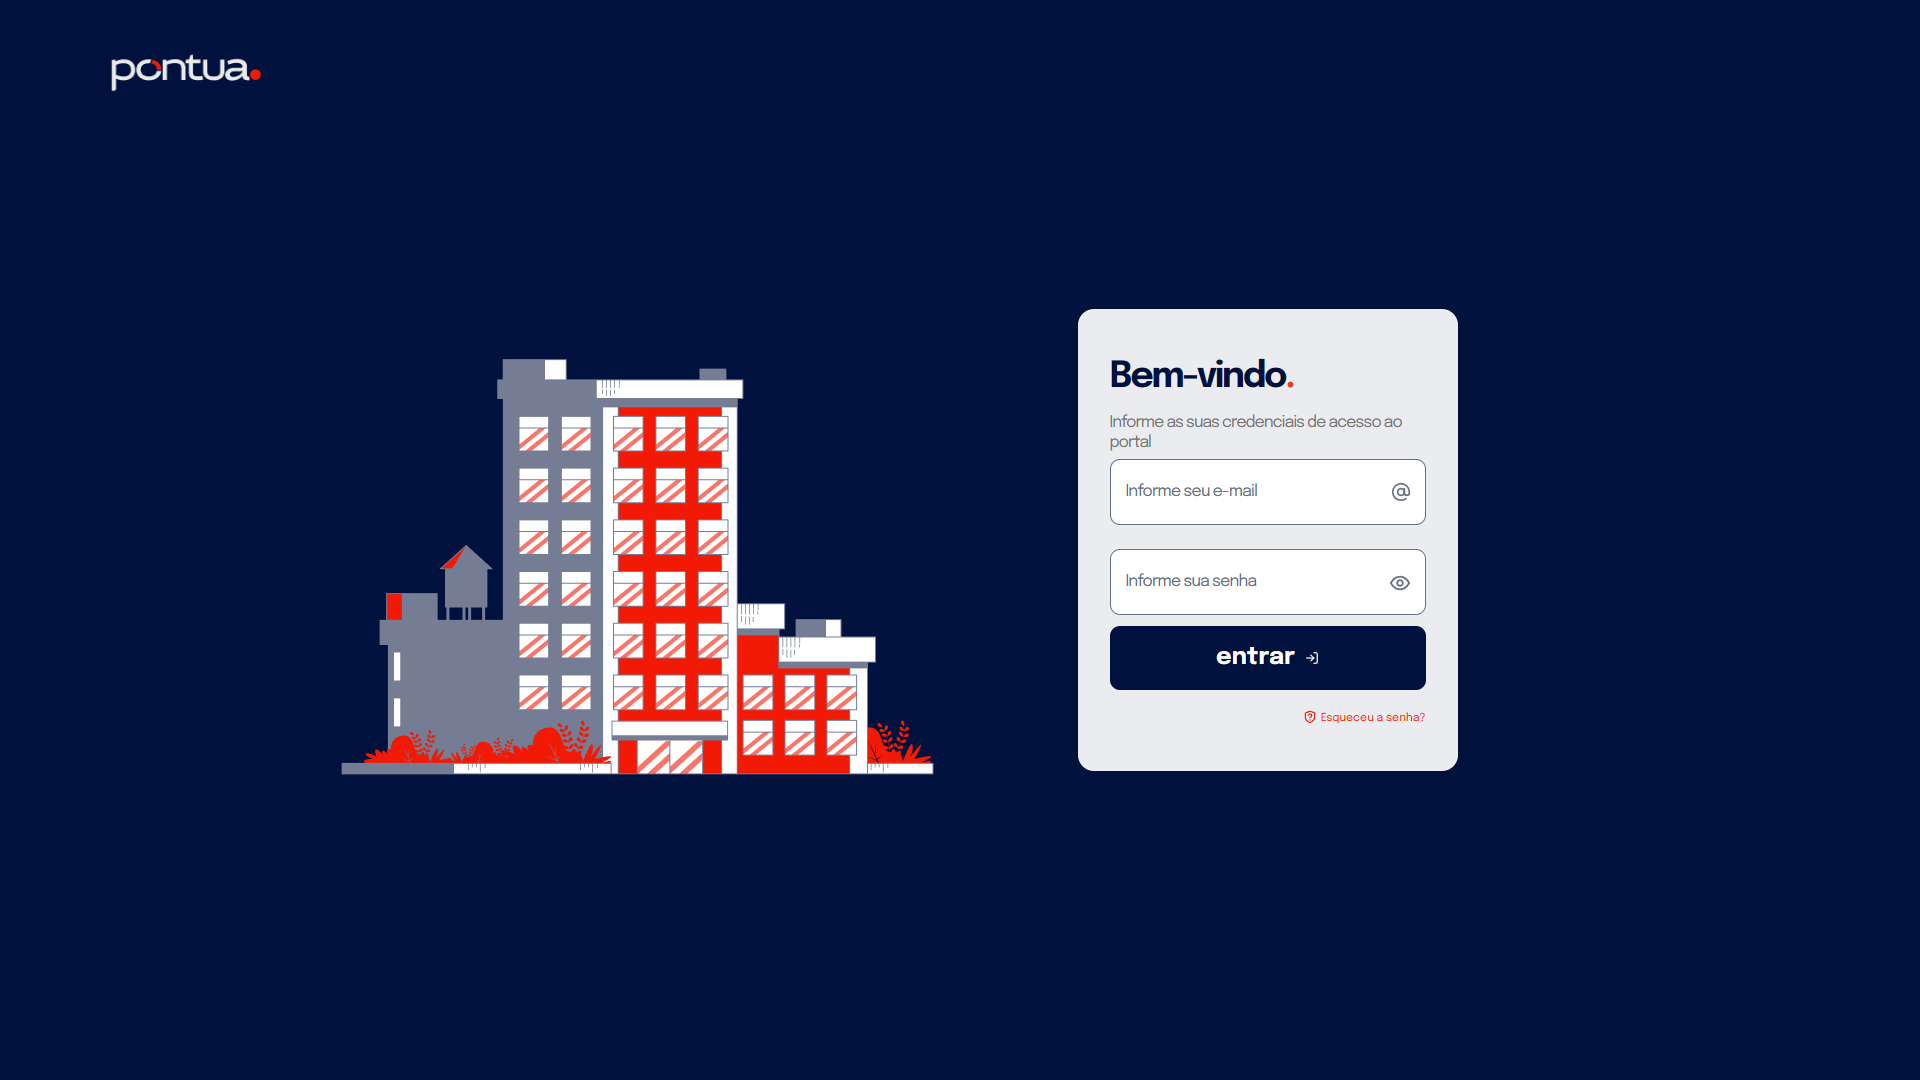 pontua.
Bem-vindo.
Informe as suas credenciais de acesso ao
portal
Informe seu e-mail
Informe sua senha
entrar
Esqueceu a senha?